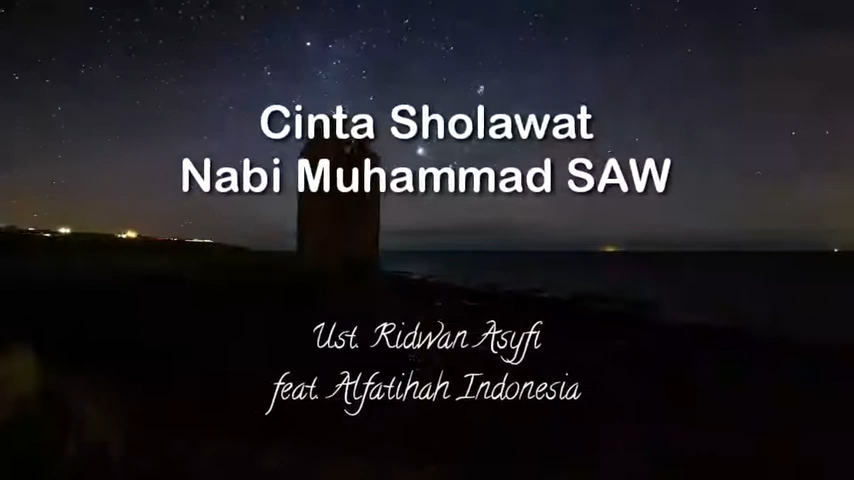 Cinta Sholawat
Nabi Muhammad SAW
Ust. Ridwan Asyfi
feat. Alfatihah Indonesia